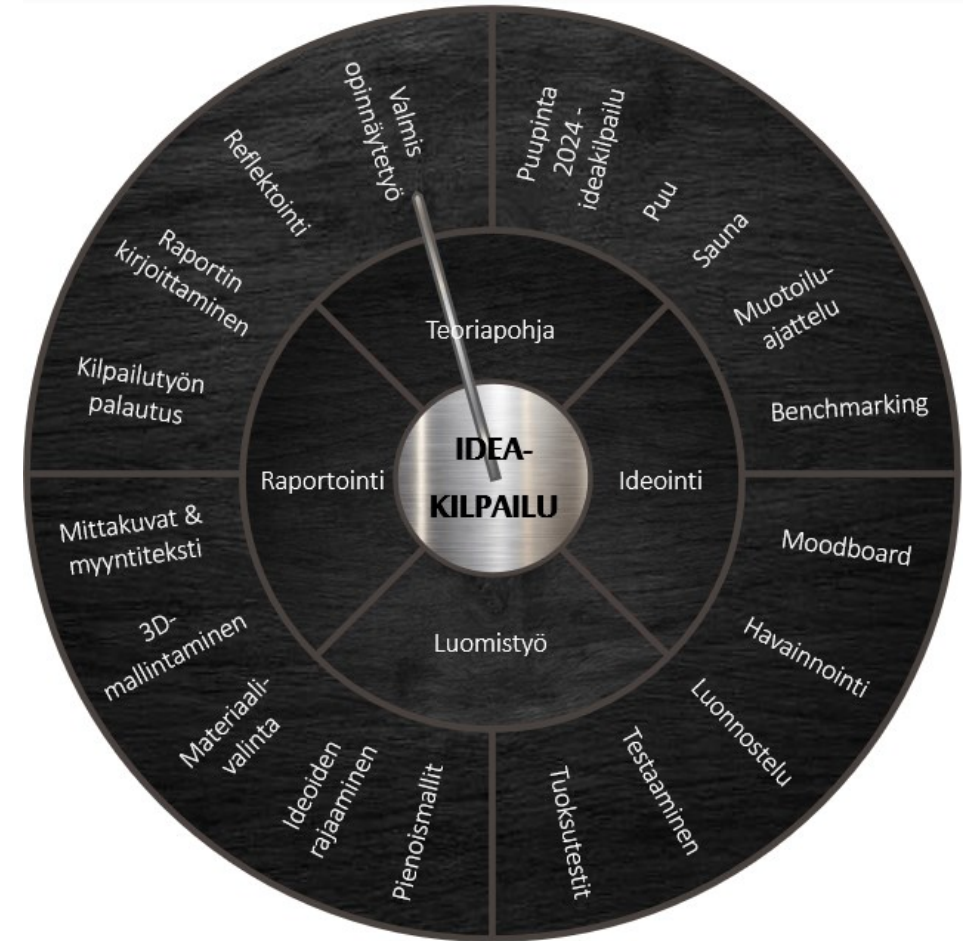 Puupinta
2024 -
ideakilpailu
Puu
Sauna
Muotoilu-
ajattelu
Benchmarking
Moodboard
Havainnointi
Luonnostelu
Testaaminen
Tuoksutestit
Pienoismallit
Ideoiden
rajaaminen
Materiaali-
valinta
3D-
mallintaminen
Mittakuvat &
myyntiteksti
Kilpailutyön
palautus
Raportin
kirjoittaminen
Reflektointi
Valmis
opinnäytetyö
Teoriapohja
Ideointi
Luomistyö
Raportointi
IDEA-
KILPAILU